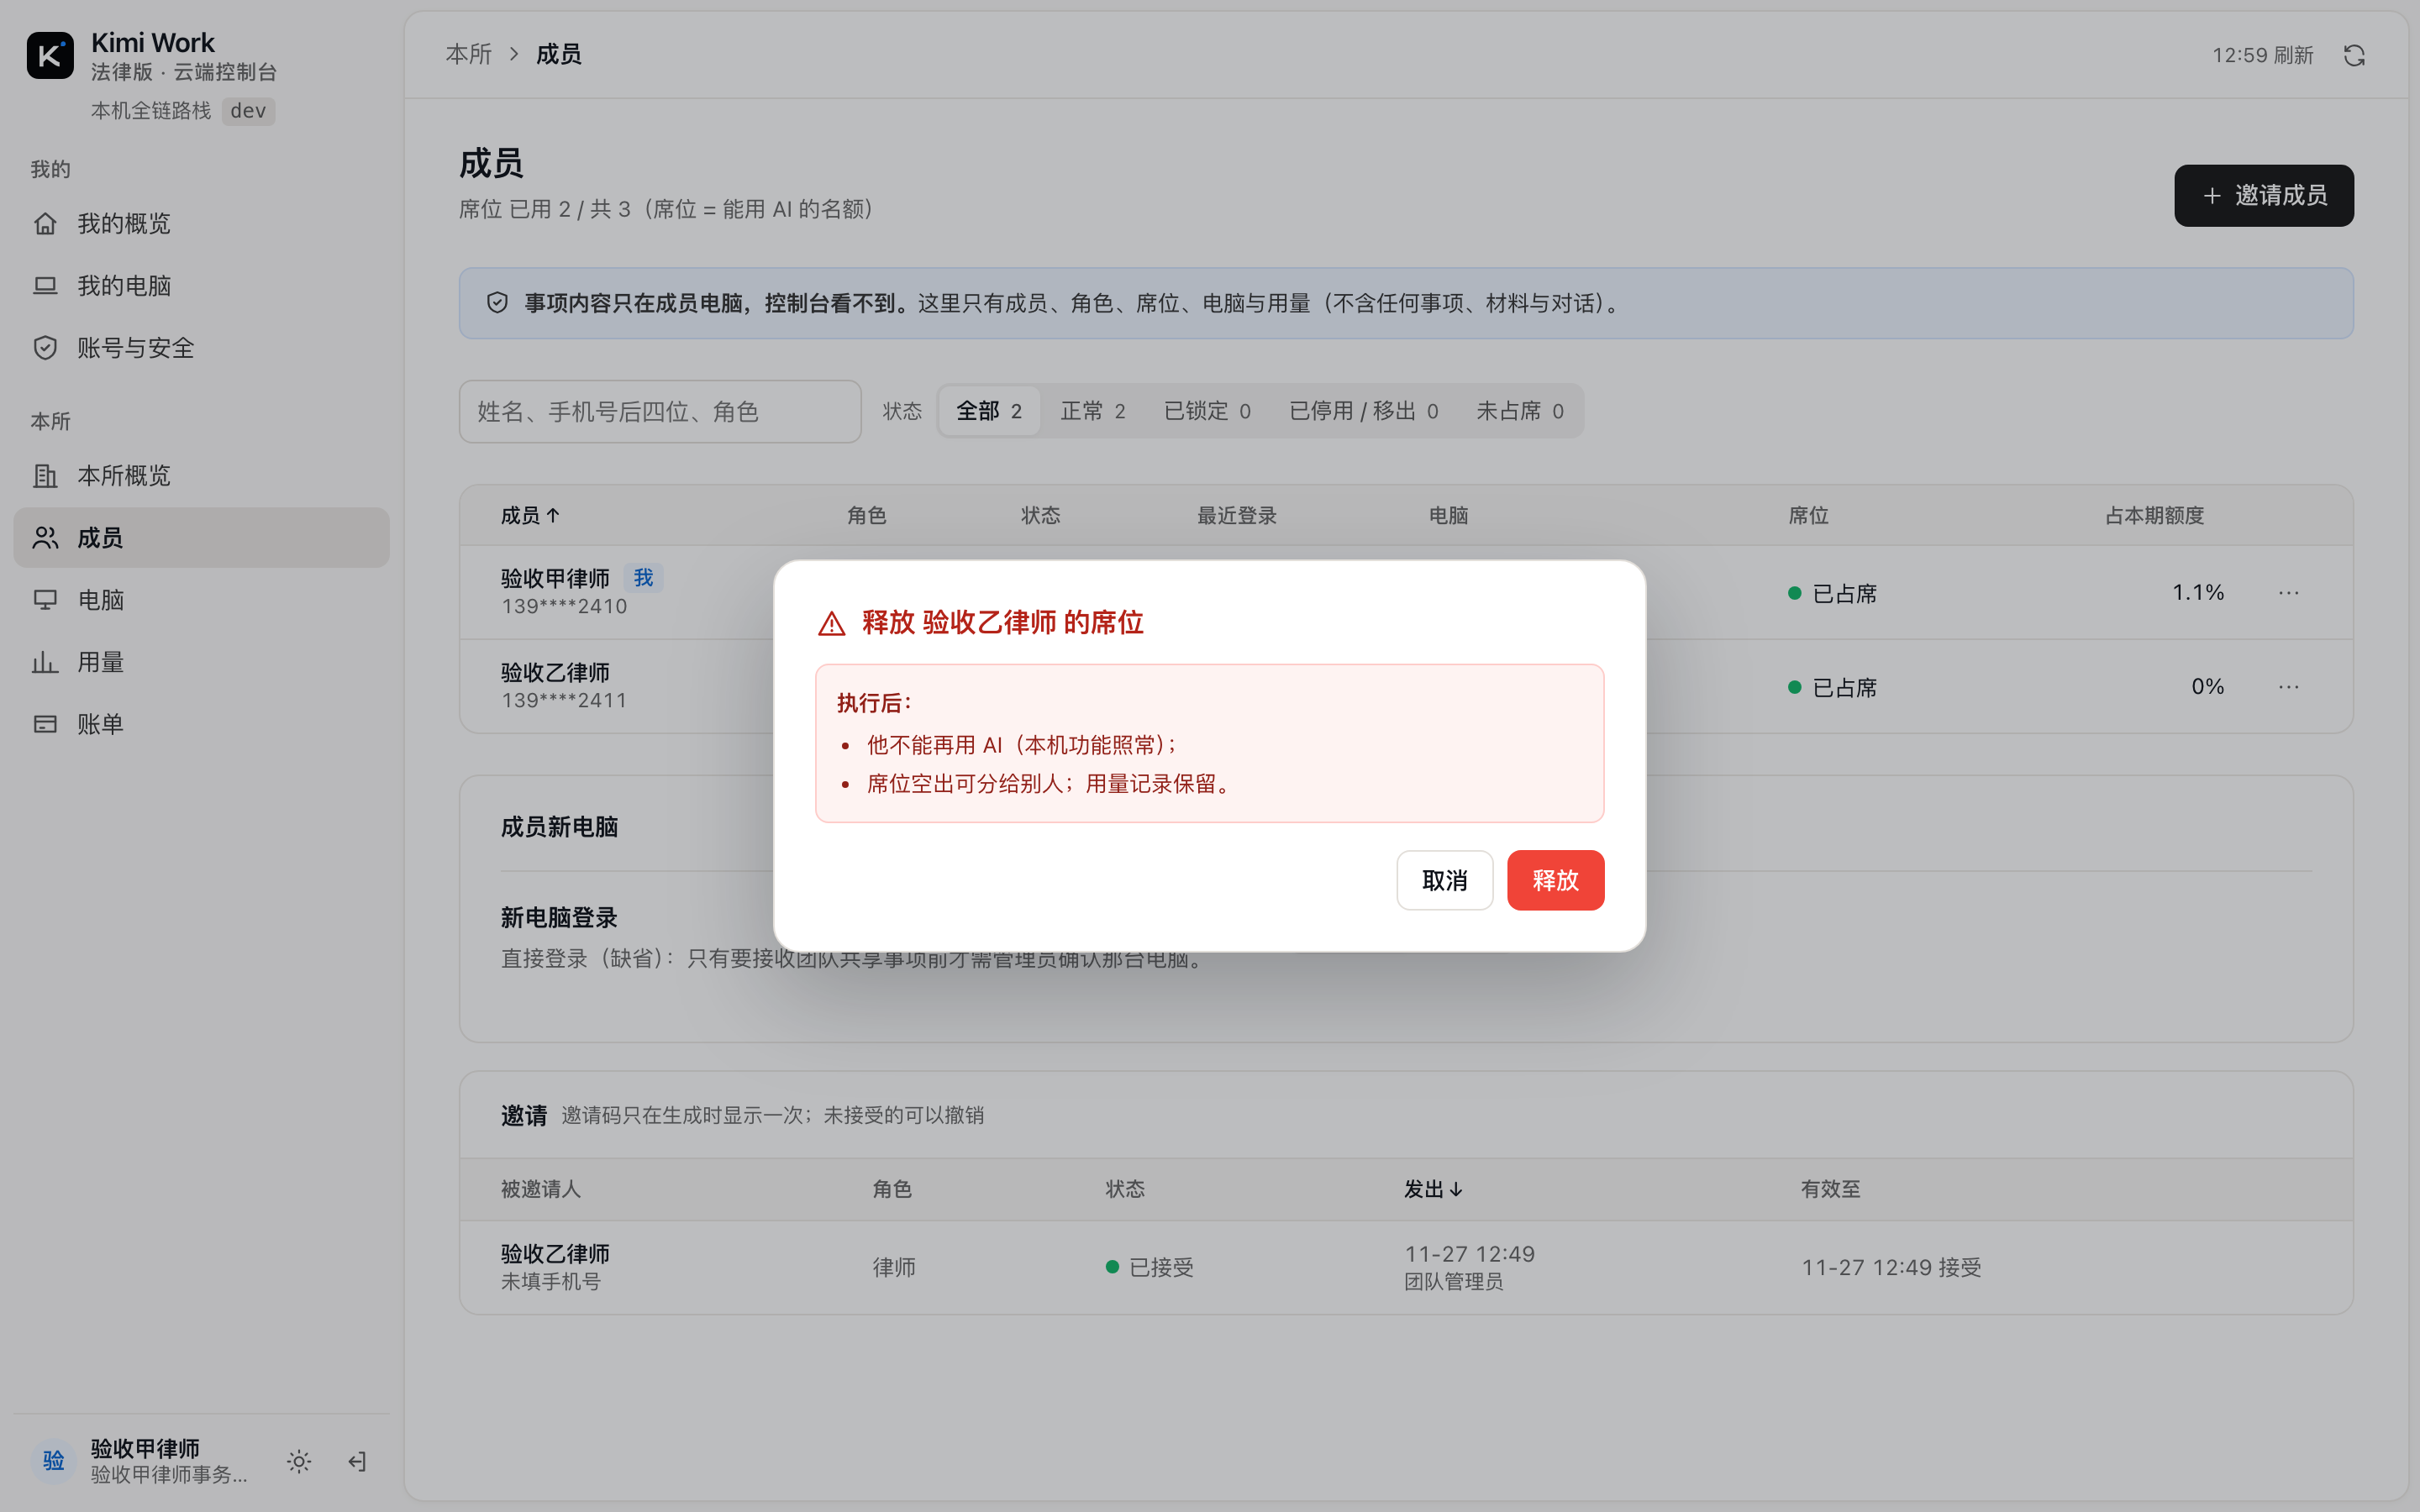 Kimi Work
法律版 · 云端控制台
本机全链路栈 dev
我的
我的概览
我的电脑
账号与安全
本所
本所概览
成员
电脑
用量
账单
验
验收甲律师
验收甲律师事务...
本所 > 成员
12:59 刷新
成员
席位 已用 2 / 共 3（席位 = 能用 AI 的名额）
+ 邀请成员
事项内容只在成员电脑，控制台看不到。这里只有成员、角色、席位、电脑与用量（不含任何事项、材料与对话）。
姓名、手机号后四位、角色
状态 全部 2 正常 2 已锁定 0 已停用 / 移出 0 未占席 0
成员 ↑ 角色 状态 最近登录 电脑 席位 占本期额度
验收甲律师 我
139****2410
已占席 1.1% ···
验收乙律师
139****2411
已占席 0% ···
释放 验收乙律师 的席位
执行后：
• 他不能再用 AI（本机功能照常）；
• 席位空出可分给别人；用量记录保留。
取消 释放
成员新电脑
新电脑登录
直接登录（缺省）：只有要接收团队共享事项前才需管理员确认那台电脑。
邀请 邀请码只在生成时显示一次；未接受的可以撤销
被邀请人 角色 状态 发出 ↓ 有效至
验收乙律师
未填手机号
律师 已接受
11-27 12:49
团队管理员
11-27 12:49 接受